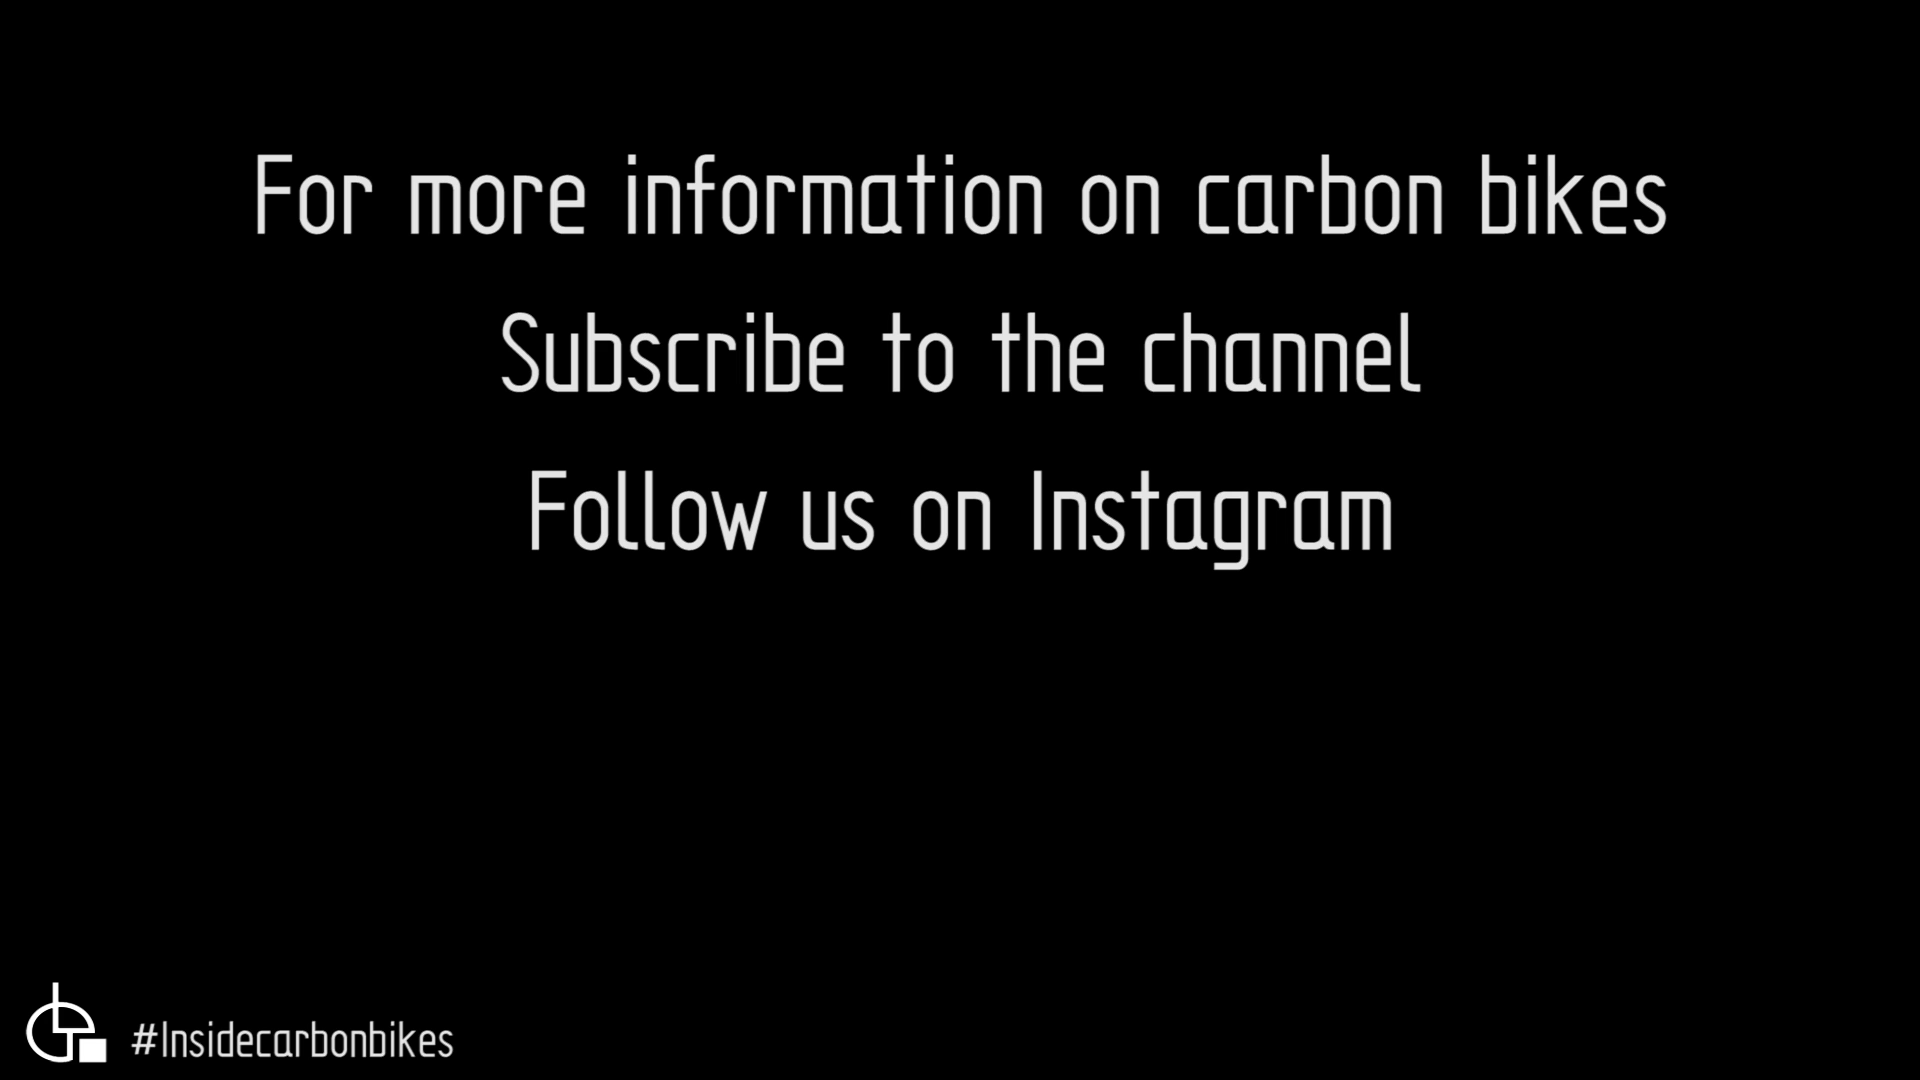 For more information on carbon bikes
Subscribe to the channel
Follow us on Instagram
#Insidecarbonbikes